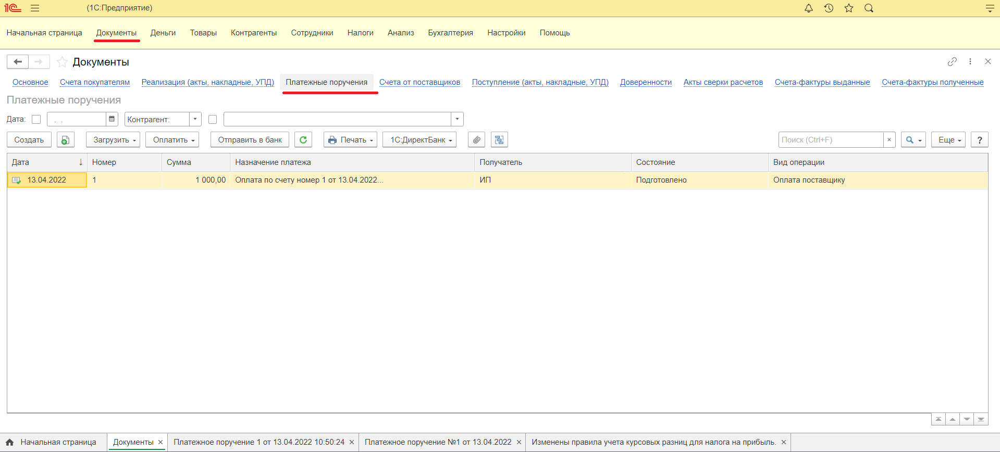 1С (1С:Предприятие)
Начальная страница Документы Деньги Товары Контрагенты Сотрудники Налоги Анализ Бухгалтерия Настройки Помощь
Документы
Основное Счета покупателям Реализация (акты, накладные, УПД) Платежные поручения Счета от поставщиков Поступление (акты, накладные, УПД) Доверенности Акты сверки расчетов Счета-фактуры выданные Счета-фактуры полученные
Платежные поручения
Дата: . . Контрагент:
Создать Загрузить Оплатить Отправить в банк Печать 1С:ДиректБанк Поиск (Ctrl+F) × Еще ?
Дата ↓ Номер Сумма Назначение платежа Получатель Состояние Вид операции
13.04.2022 1 1 000,00 Оплата по счету номер 1 от 13.04.2022... ИП Подготовлено Оплата поставщику
Начальная страница Документы × Платежное поручение 1 от 13.04.2022 10:50:24 × Платежное поручение №1 от 13.04.2022 × Изменены правила учета курсовых разниц для налога на прибыль. ×